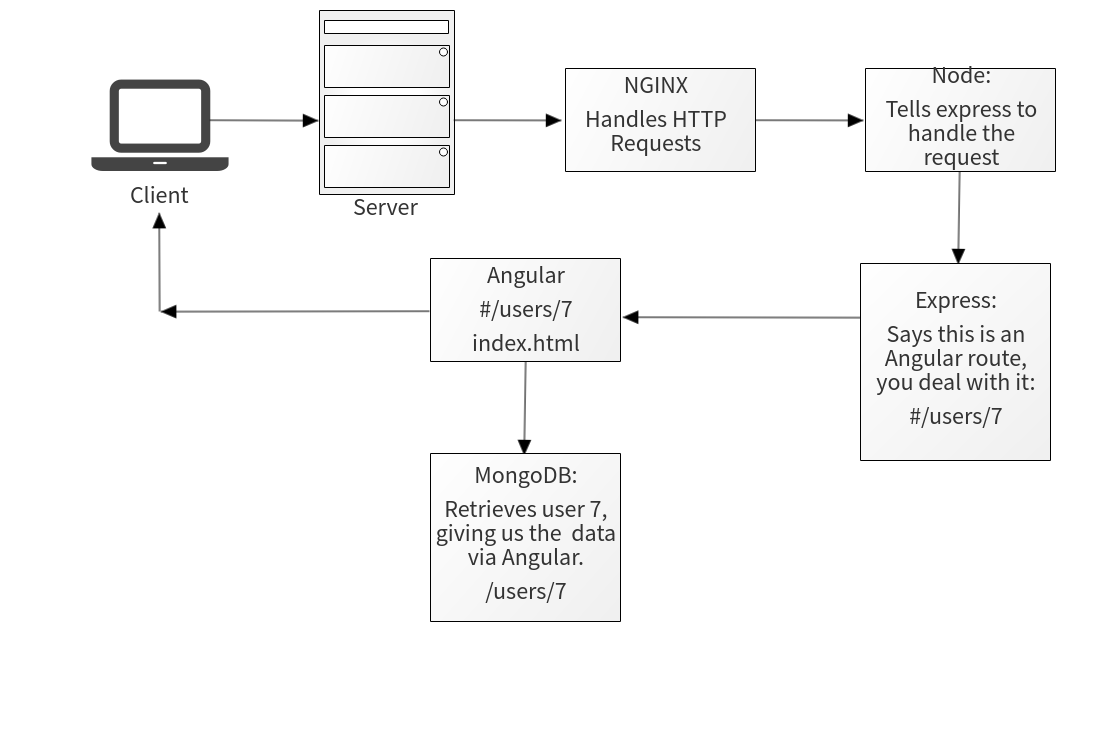 Client
Server
NGINX
Handles HTTP
Requests
Node:
Tells express to
handle the
request
Angular
#/users/7
index.html
Express:
Says this is an
Angular route,
you deal with it:
#/users/7
MongoDB:
Retrieves user 7,
giving us the  data
via Angular.
/users/7